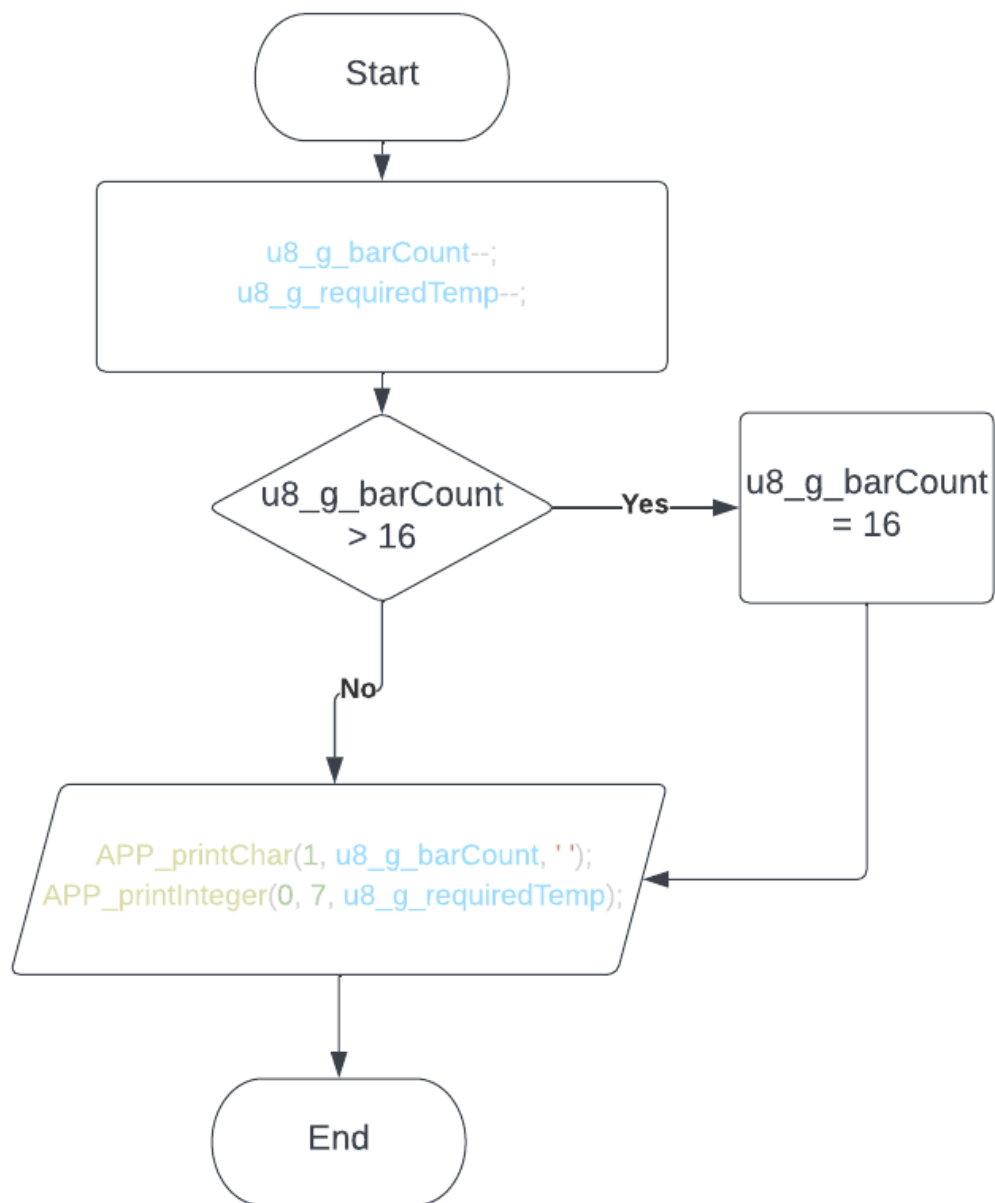 Start
u8_g_barCount--;
u8_g_requiredTemp--;
u8_g_barCount
> 16
Yes
u8_g_barCount
= 16
No
APP_printChar(1, u8_g_barCount, ' ');
APP_printInteger(0, 7, u8_g_requiredTemp);
End